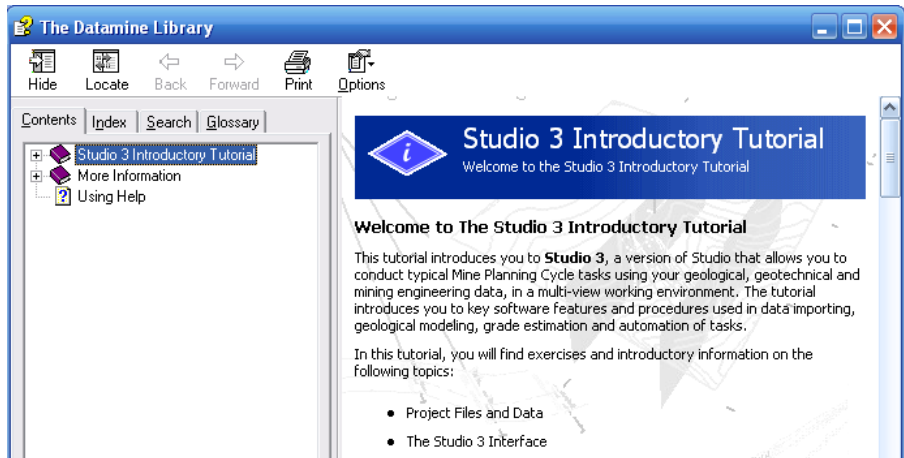 The Datamine Library
Hide Locate Back Forward Print Options
Contents Index Search Glossary
Studio 3 Introductory Tutorial
More Information
Using Help
Studio 3 Introductory Tutorial
Welcome to the Studio 3 Introductory Tutorial
Welcome to The Studio 3 Introductory Tutorial
This tutorial introduces you to Studio 3, a version of Studio that allows you to
conduct typical Mine Planning Cycle tasks using your geological, geotechnical and
mining engineering data, in a multi-view working environment. The tutorial
introduces you to key software features and procedures used in data importing,
geological modeling, grade estimation and automation of tasks.
In this tutorial, you will find exercises and introductory information on the
following topics:
• Project Files and Data
• The Studio 3 Interface